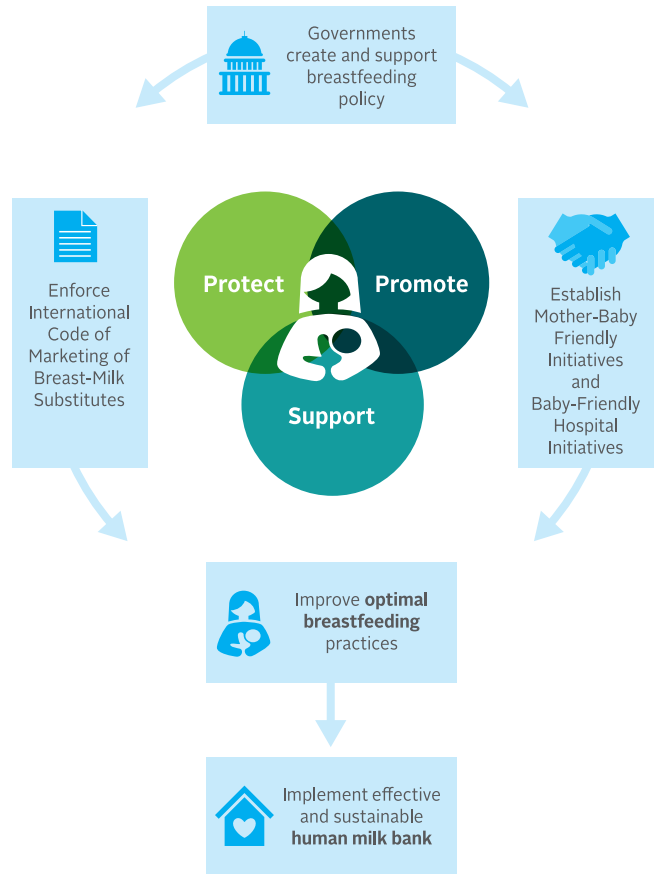 Governments
create and support
breastfeeding
policy
Enforce
International
Code of
Marketing of
Breast-Milk
Substitutes
Protect
Promote
Support
Establish
Mother-Baby
Friendly
Initiatives
and
Baby-Friendly
Hospital
Initiatives
Improve optimal
breastfeeding
practices
Implement effective
and sustainable
human milk bank